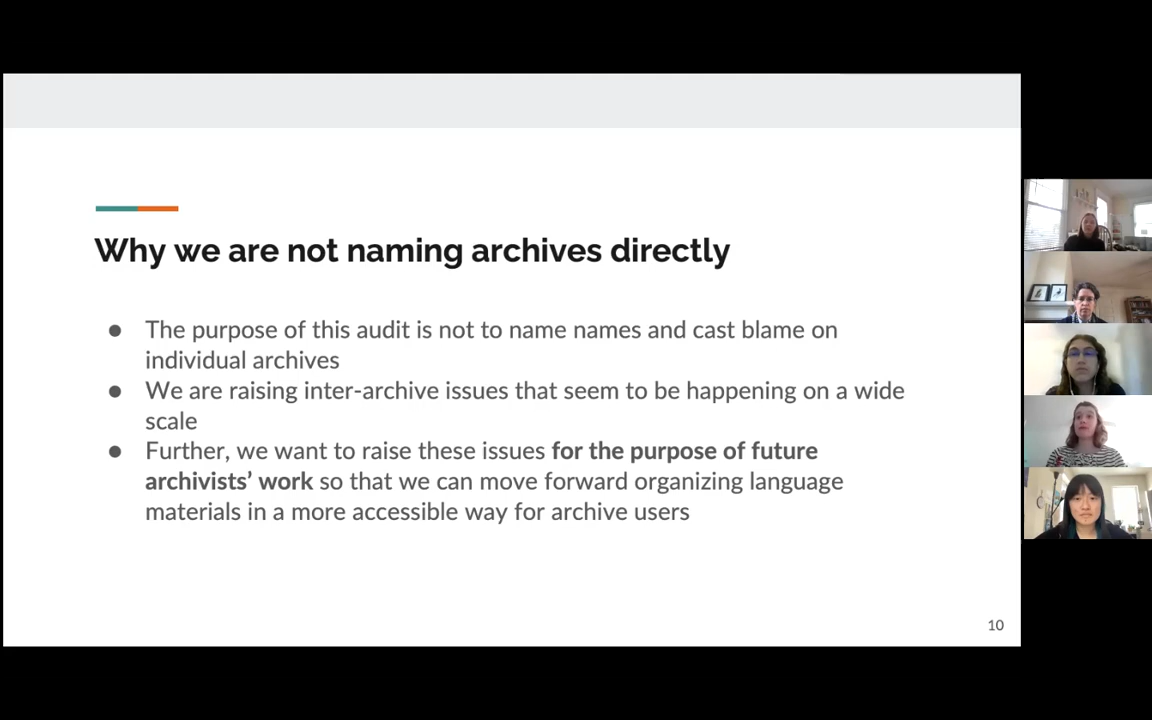 Why we are not naming archives directly
● The purpose of this audit is not to name names and cast blame on
individual archives
● We are raising inter-archive issues that seem to be happening on a wide
scale
● Further, we want to raise these issues for the purpose of future
archivists’ work so that we can move forward organizing language
materials in a more accessible way for archive users
10